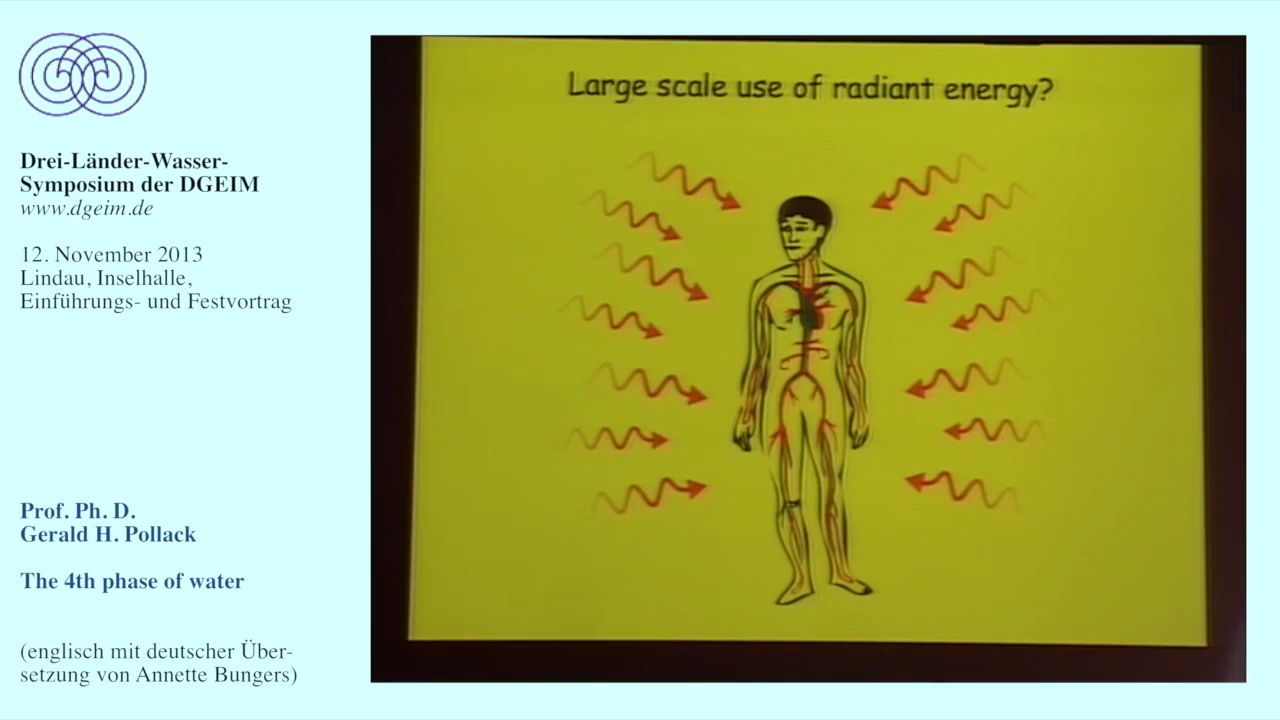 Drei-Länder-Wasser-
Symposium der DGEIM
www.dgeim.de
12. November 2013
Lindau, Inselhalle,
Einführungs- und Festvortrag
Prof. Ph. D.
Gerald H. Pollack
The 4th phase of water
(englisch mit deutscher Über-
setzung von Annette Bungers)
Large scale use of radiant energy?